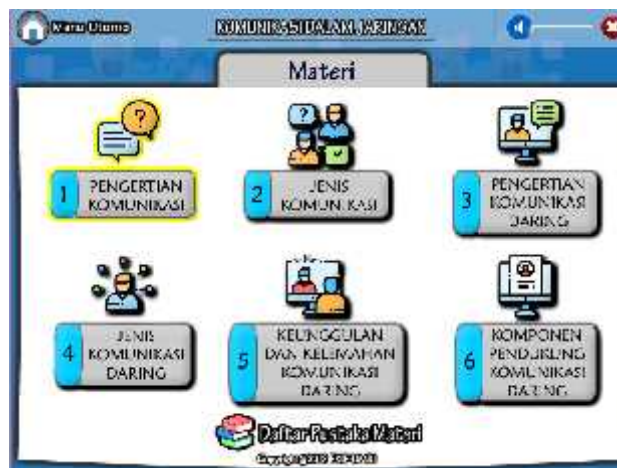 Menu Utama
KOMUNIKASI DALAM JARINGAN
Materi
1
PENGERTIAN
KOMUNIKASI
2
JENIS
KOMUNIKASI
3
PENGERTIAN
KOMUNIKASI
DARING
4
JENIS
KOMUNIKASI
DARING
5
KEUNGGULAN
DAN KELEMAHAN
KOMUNIKASI
DARING
6
KOMPONEN
PENDUKUNG
KOMUNIKASI
DARING
Daftar Pustaka Materi